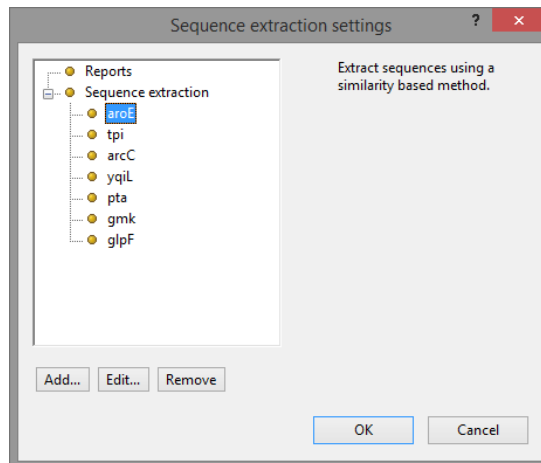 Sequence extraction settings
?
×
Reports
Sequence extraction
aroE
tpi
arcC
yqiL
pta
gmk
glpF
Extract sequences using a
similarity based method.
Add...
Edit...
Remove
OK
Cancel